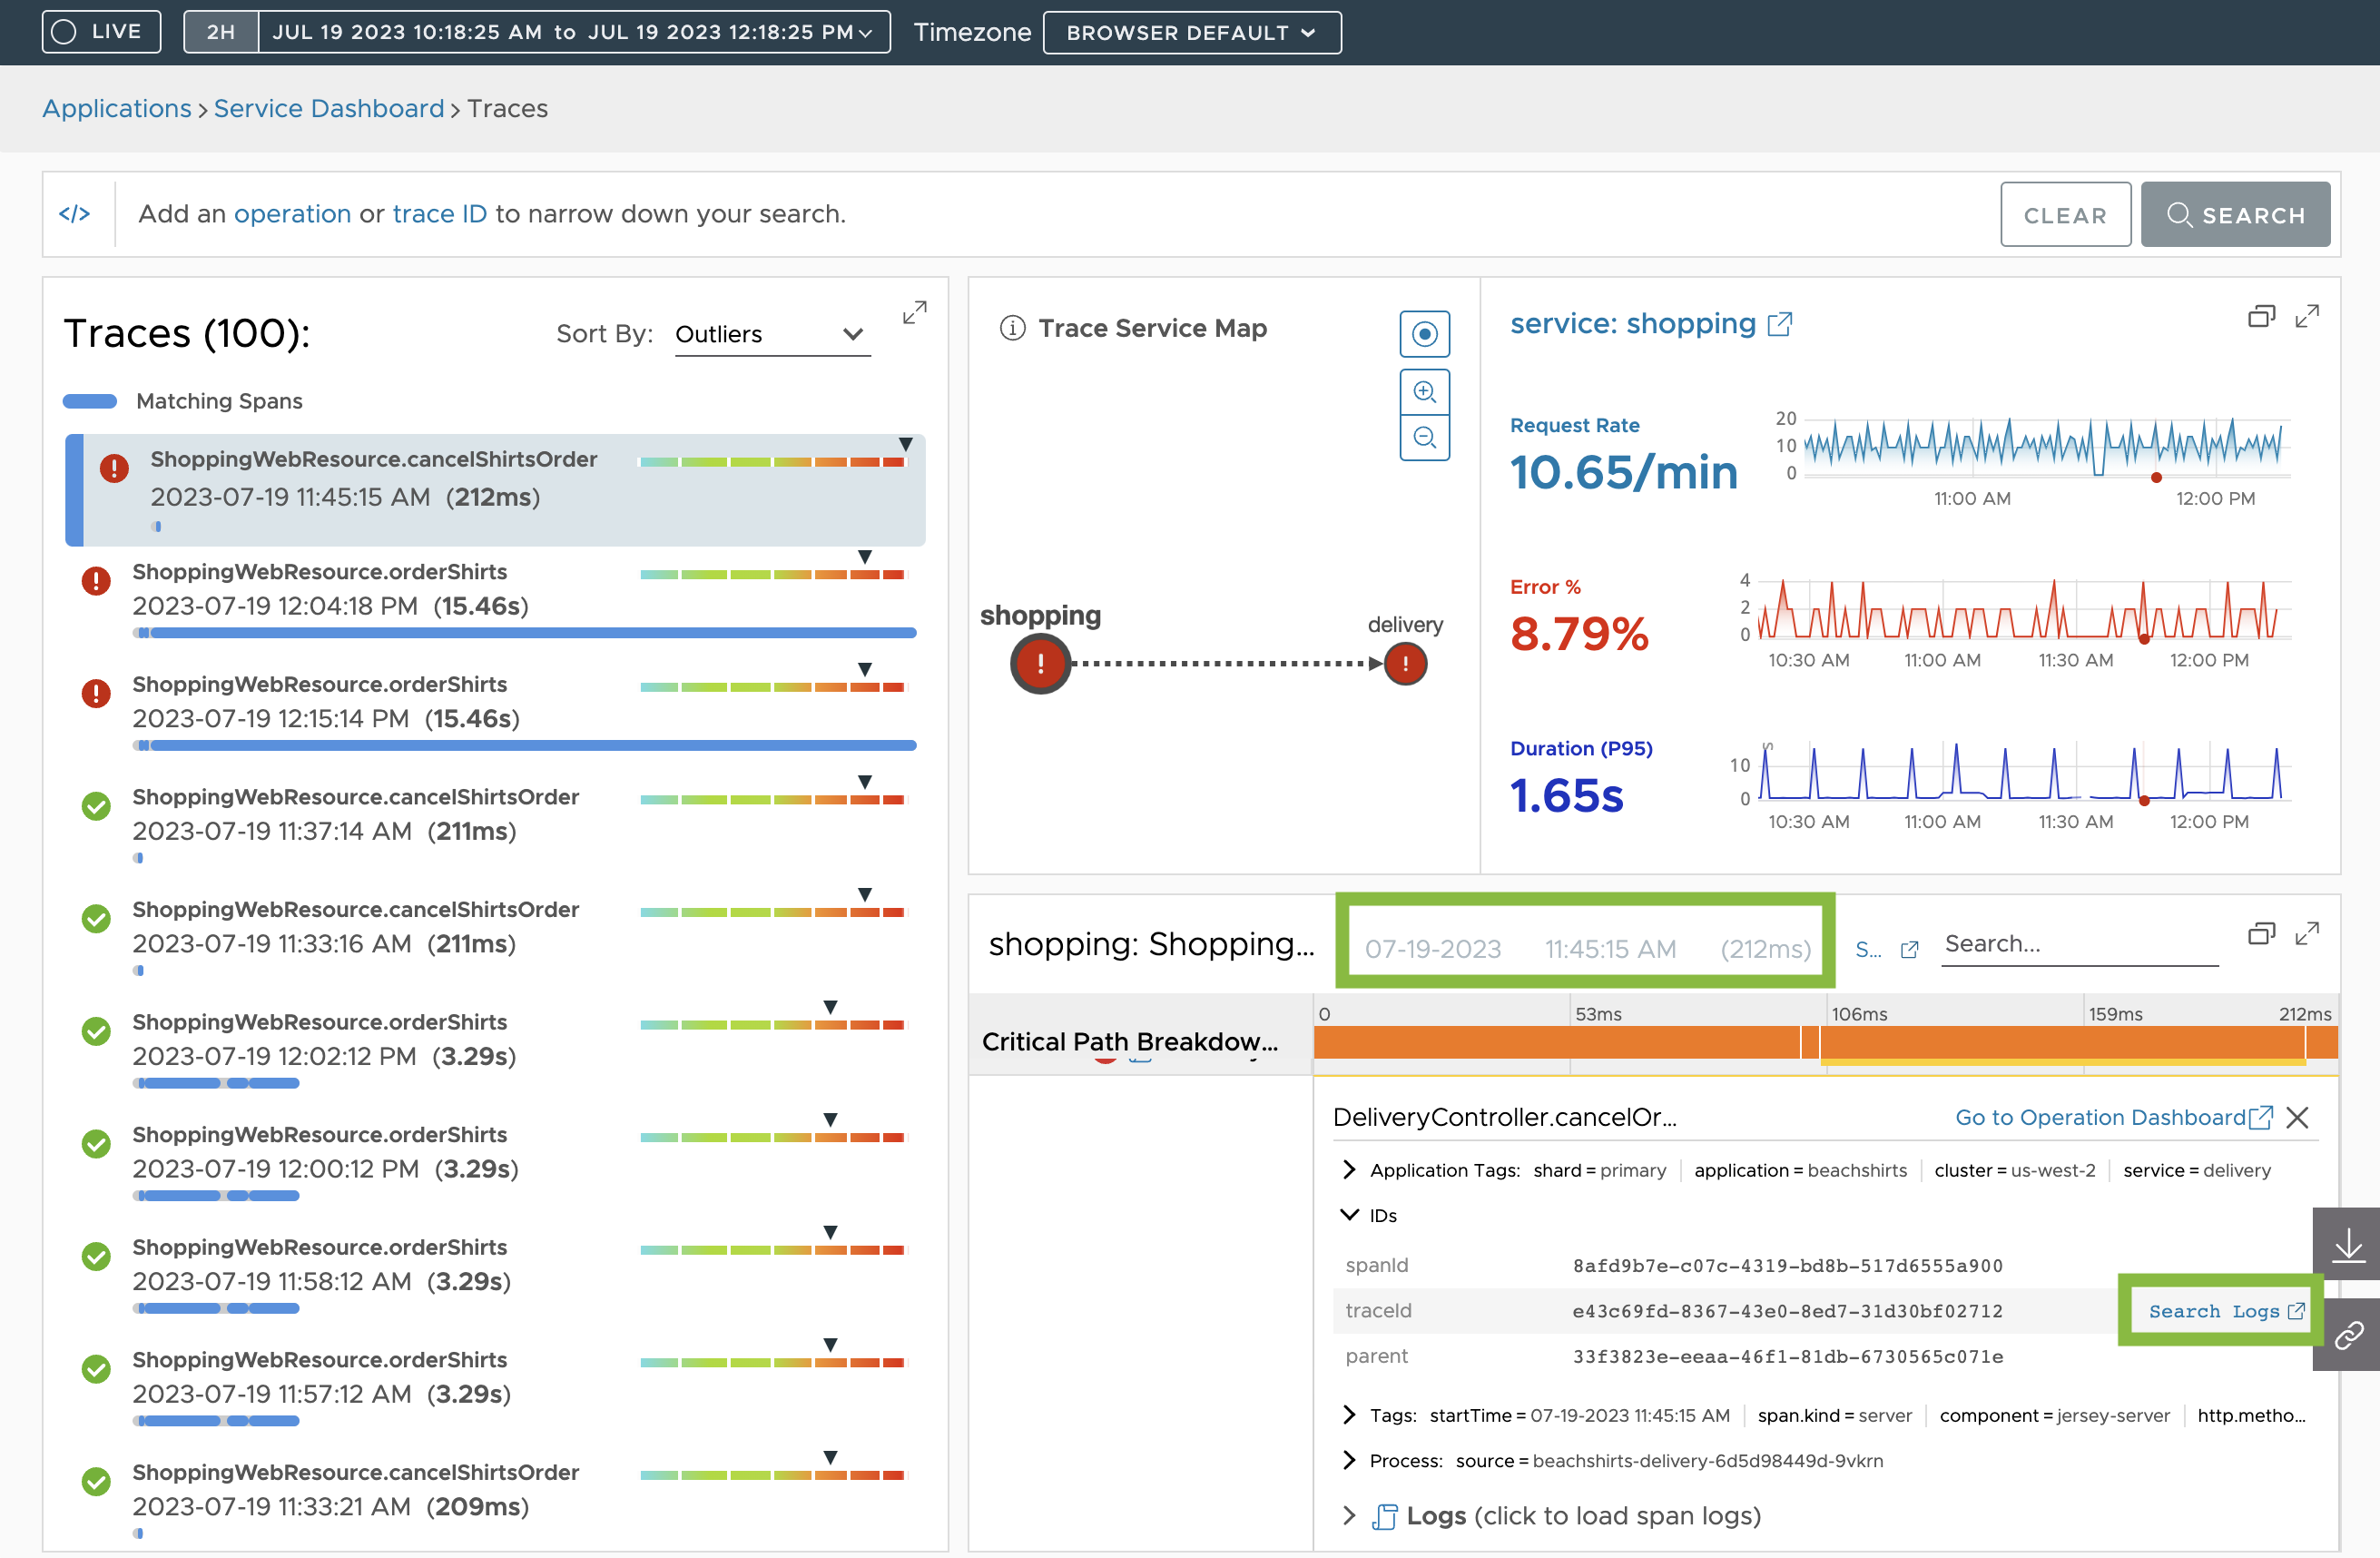 LIVE 2H JUL 19 2023 10:18:25 AM to JUL 19 2023 12:18:25 PM Timezone BROWSER DEFAULT
Applications > Service Dashboard > Traces
</> Add an operation or trace ID to narrow down your search. CLEAR SEARCH
Traces (100): Sort By: Outliers
Matching Spans
ShoppingWebResource.cancelShirtsOrder
2023-07-19 11:45:15 AM (212ms)
ShoppingWebResource.orderShirts
2023-07-19 12:04:18 PM (15.46s)
ShoppingWebResource.orderShirts
2023-07-19 12:15:14 PM (15.46s)
ShoppingWebResource.cancelShirtsOrder
2023-07-19 11:37:14 AM (211ms)
ShoppingWebResource.cancelShirtsOrder
2023-07-19 11:33:16 AM (211ms)
ShoppingWebResource.orderShirts
2023-07-19 12:02:12 PM (3.29s)
ShoppingWebResource.orderShirts
2023-07-19 12:00:12 PM (3.29s)
ShoppingWebResource.orderShirts
2023-07-19 11:58:12 AM (3.29s)
ShoppingWebResource.orderShirts
2023-07-19 11:57:12 AM (3.29s)
ShoppingWebResource.cancelShirtsOrder
2023-07-19 11:33:21 AM (209ms)
Trace Service Map
shopping
delivery
service: shopping
Request Rate
10.65/min
20
10
0
11:00 AM 12:00 PM
Error %
8.79%
4
2
0
10:30 AM 11:00 AM 11:30 AM 12:00 PM
Duration (P95)
1.65s
s
10
0
10:30 AM 11:00 AM 11:30 AM 12:00 PM
shopping: Shopping... 07-19-2023 11:45:15 AM (212ms) S... Search...
0 53ms 106ms 159ms 212ms
Critical Path Breakdow...
DeliveryController.cancelOr... Go to Operation Dashboard
Application Tags: shard = primary application = beachshirts cluster = us-west-2 service = delivery
IDs
spanId 8afd9b7e-c07c-4319-bd8b-517d6555a900
traceId e43c69fd-8367-43e0-8ed7-31d30bf02712 Search Logs
parent 33f3823e-eeaa-46f1-81db-6730565c071e
Tags: startTime = 07-19-2023 11:45:15 AM span.kind = server component = jersey-server http.metho...
Process: source = beachshirts-delivery-6d5d98449d-9vkrn
Logs (click to load span logs)